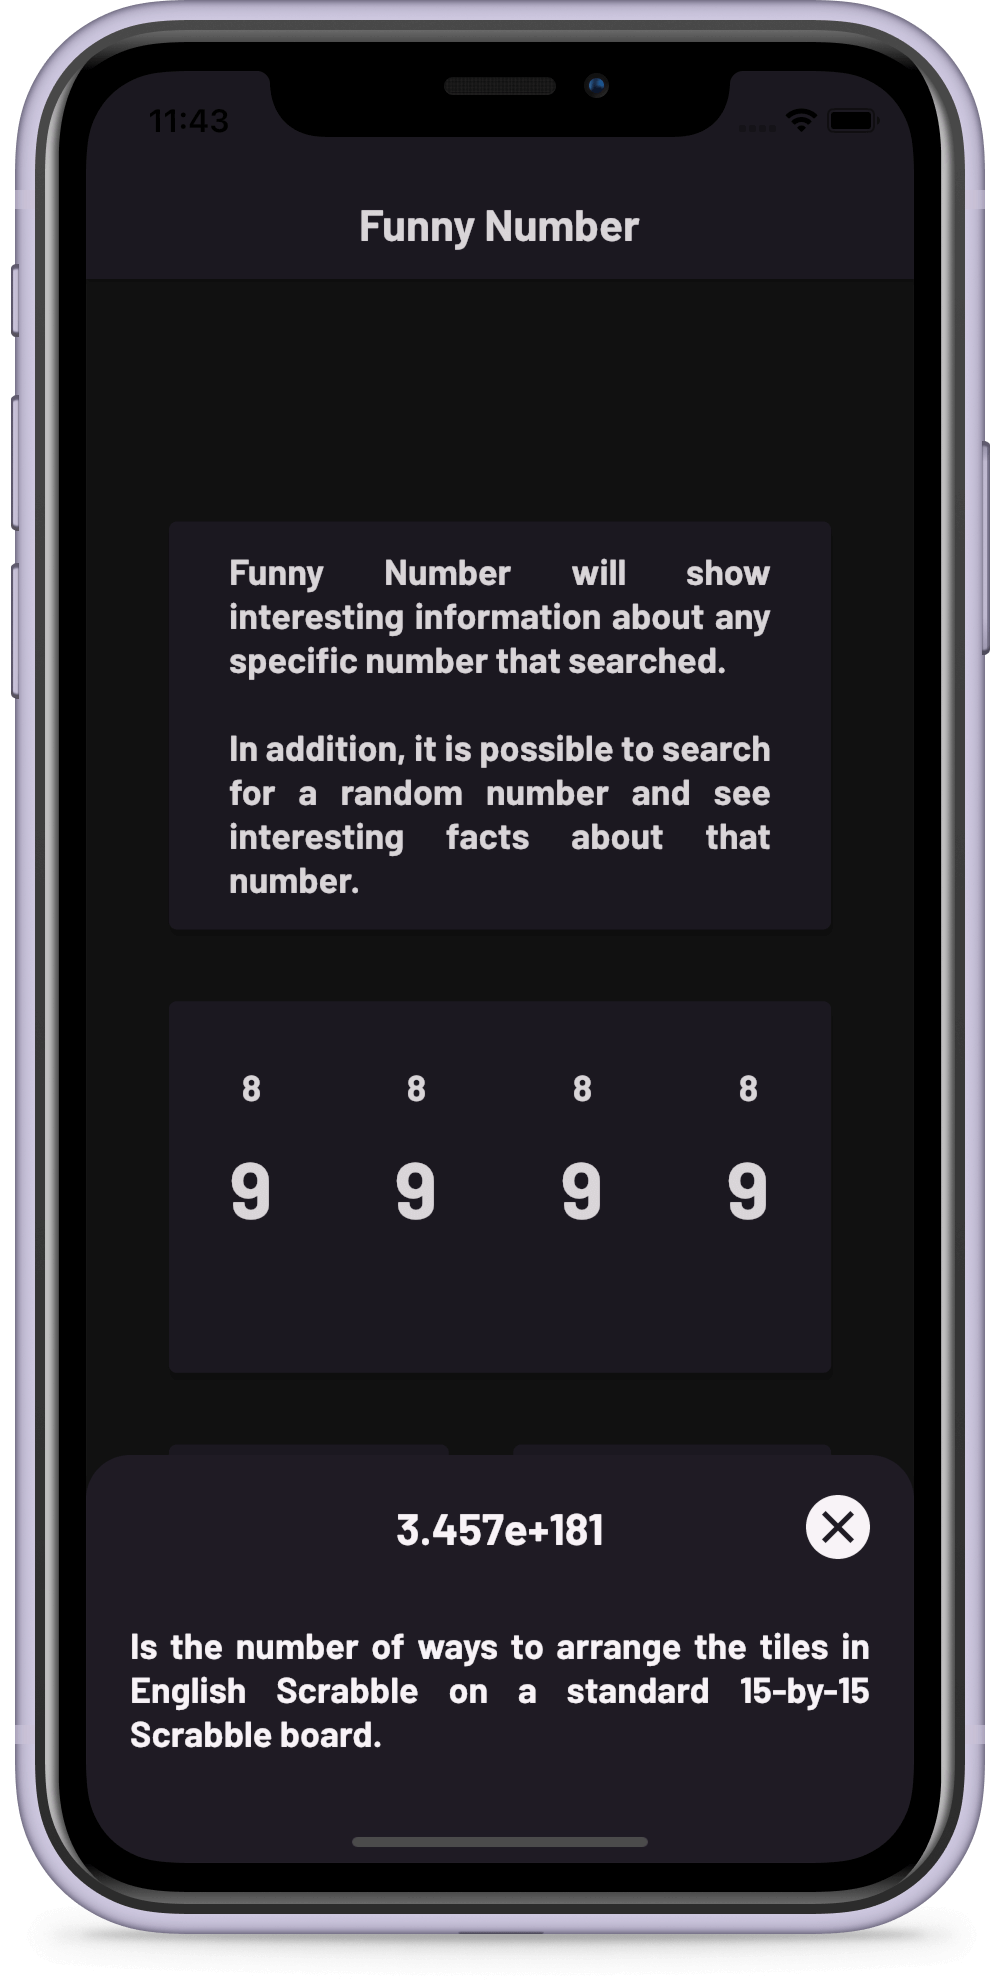 11:43
Funny Number
Funny Number will show
interesting information about any
specific number that searched.
In addition, it is possible to search
for a random number and see
interesting facts about that
number.
8 8 8 8
9 9 9 9
3.457e+181
Is the number of ways to arrange the tiles in
English Scrabble on a standard 15-by-15
Scrabble board.